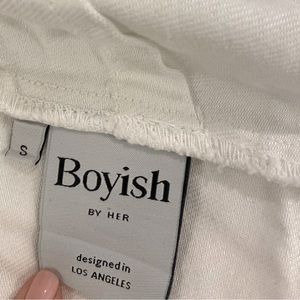 S
Boyish
BY HER
designed in
LOS ANGELES